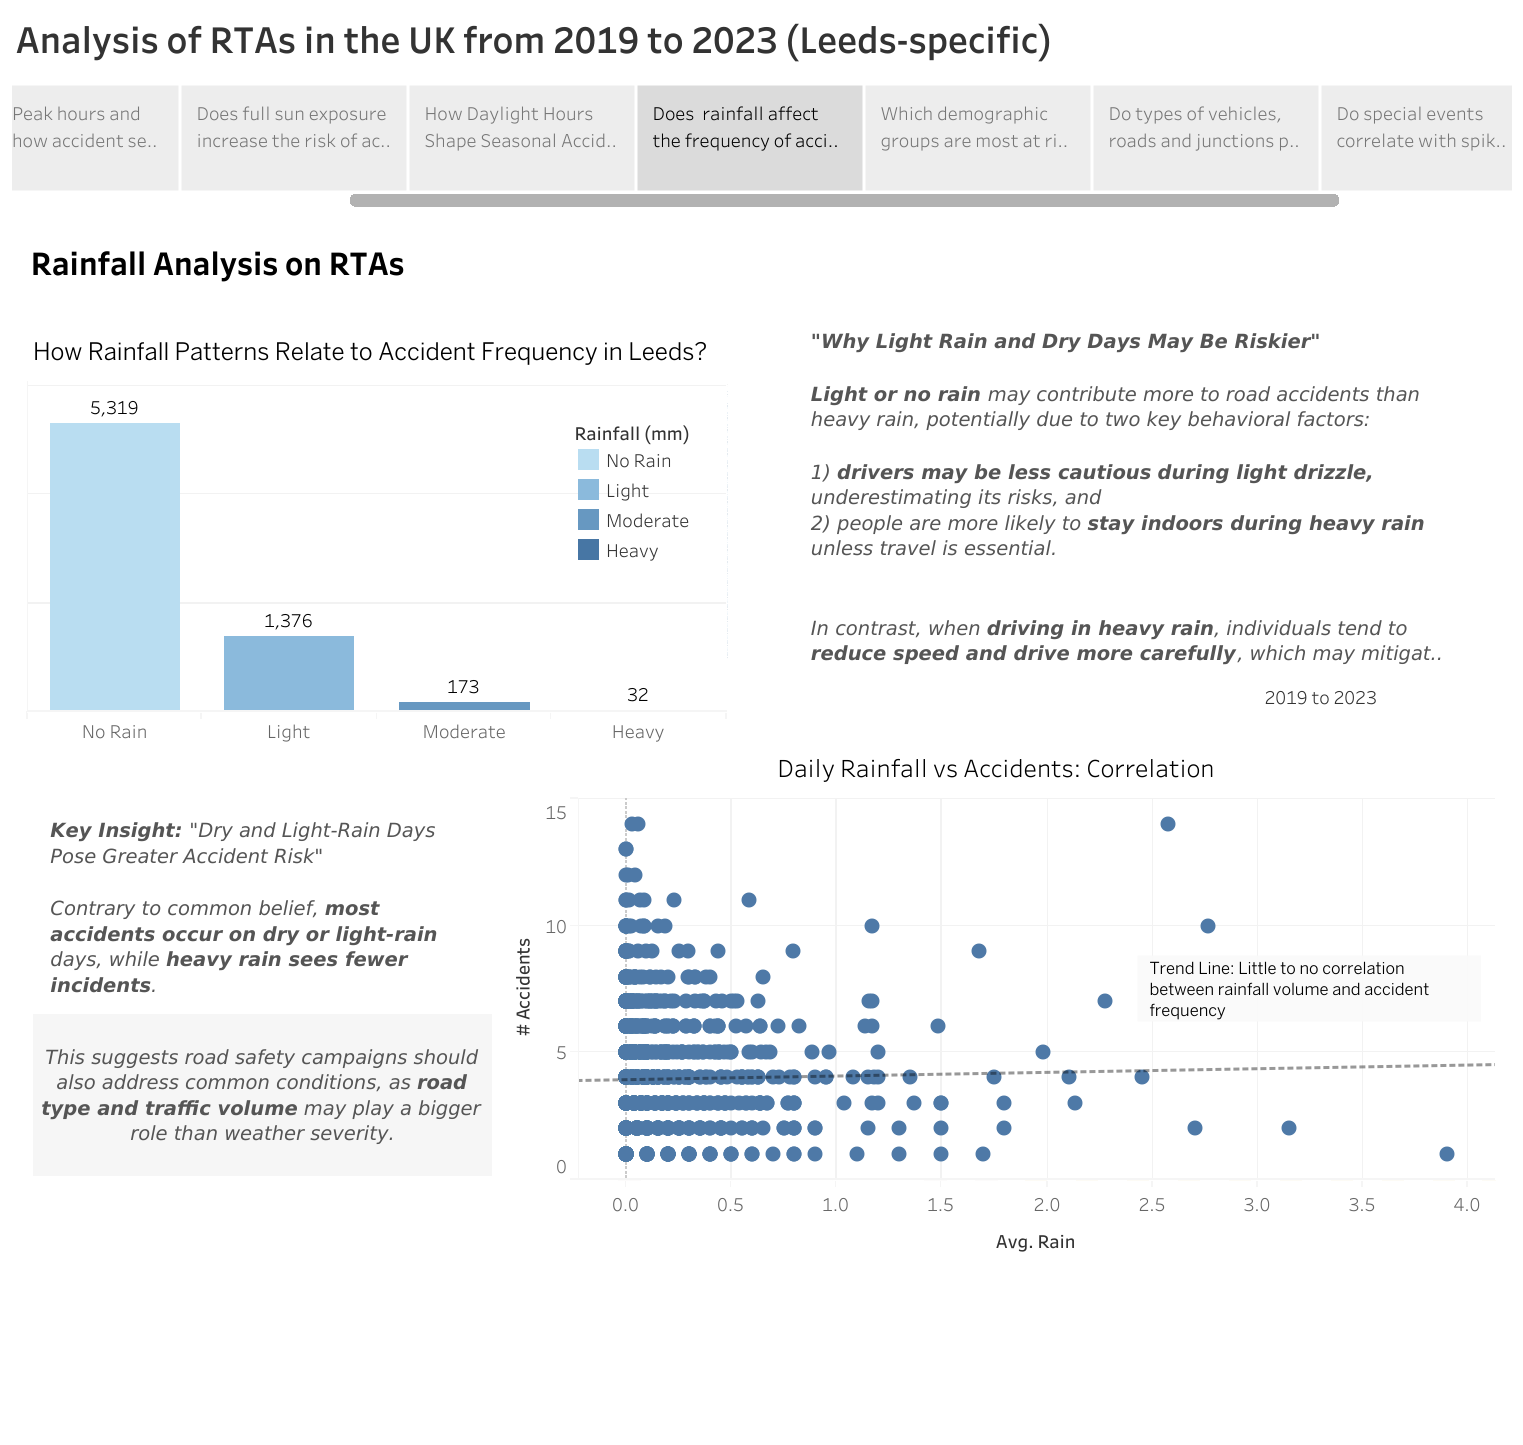 Analysis of RTAs in the UK from 2019 to 2023 (Leeds-specific)
Peak hours and
how accident se..
Does full sun exposure
increase the risk of ac..
How Daylight Hours
Shape Seasonal Accid..
Does  rainfall affect
the frequency of acci..
Which demographic
groups are most at ri..
Do types of vehicles,
roads and junctions p..
Do special events
correlate with spik..
Rainfall Analysis on RTAs
How Rainfall Patterns Relate to Accident Frequency in Leeds?
5,319
1,376
173
32
Rainfall (mm)
No Rain
Light
Moderate
Heavy
No Rain
Light
Moderate
Heavy
"Why Light Rain and Dry Days May Be Riskier"
Light or no rain may contribute more to road accidents than
heavy rain, potentially due to two key behavioral factors:
1) drivers may be less cautious during light drizzle,
underestimating its risks, and
2) people are more likely to stay indoors during heavy rain
unless travel is essential.
In contrast, when driving in heavy rain, individuals tend to
reduce speed and drive more carefully, which may mitigat..
2019 to 2023
Key Insight: "Dry and Light-Rain Days
Pose Greater Accident Risk"
Contrary to common belief, most
accidents occur on dry or light-rain
days, while heavy rain sees fewer
incidents.
This suggests road safety campaigns should
also address common conditions, as road
type and traffic volume may play a bigger
role than weather severity.
Daily Rainfall vs Accidents: Correlation
15
10
5
0
# Accidents
Trend Line: Little to no correlation
between rainfall volume and accident
frequency
0.0
0.5
1.0
1.5
2.0
2.5
3.0
3.5
4.0
Avg. Rain